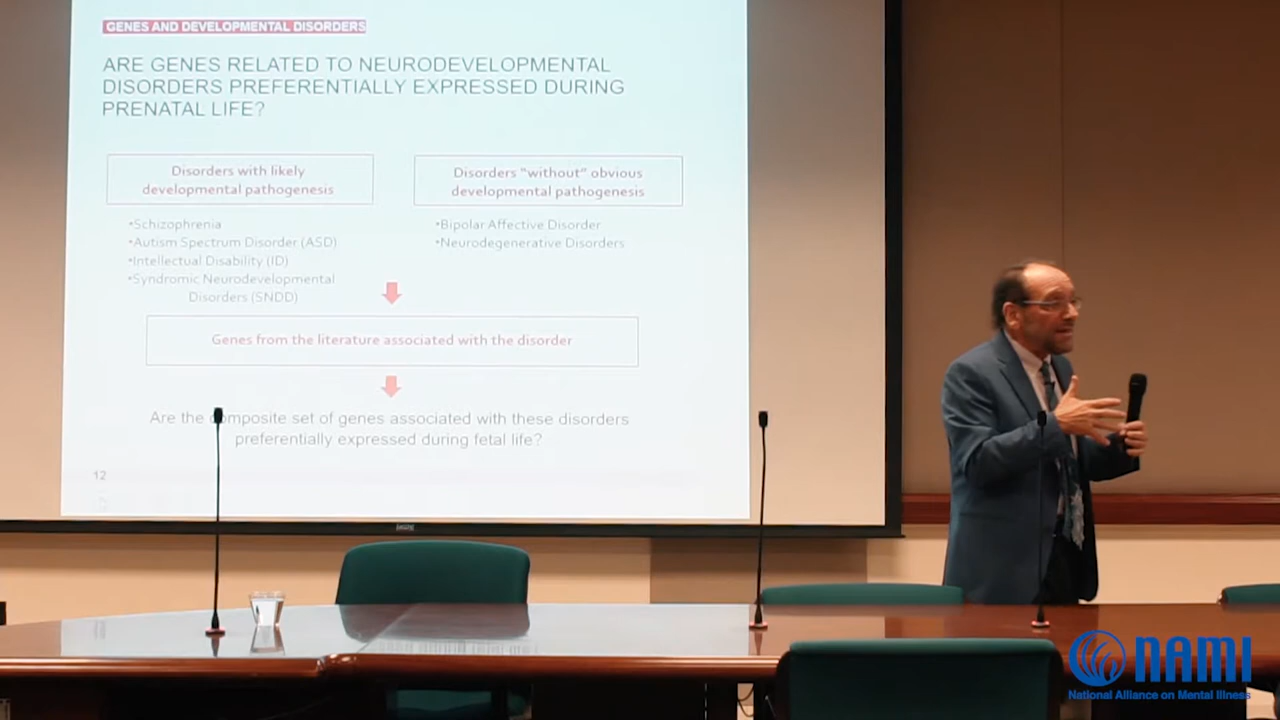 GENES AND DEVELOPMENTAL DISORDERS
ARE GENES RELATED TO NEURODEVELOPMENTAL
DISORDERS PREFERENTIALLY EXPRESSED DURING
PRENATAL LIFE?
Disorders with likely
developmental pathogenesis
•Schizophrenia
•Autism Spectrum Disorder (ASD)
•Intellectual Disability (ID)
•Syndromic Neurodevelopmental
Disorders (SNDD)
Disorders "without" obvious
developmental pathogenesis
•Bipolar Affective Disorder
•Neurodegenerative Disorders
Genes from the literature associated with the disorder
Are the composite set of genes associated with these disorders
preferentially expressed during fetal life?
12
NAMI
National Alliance on Mental Illness